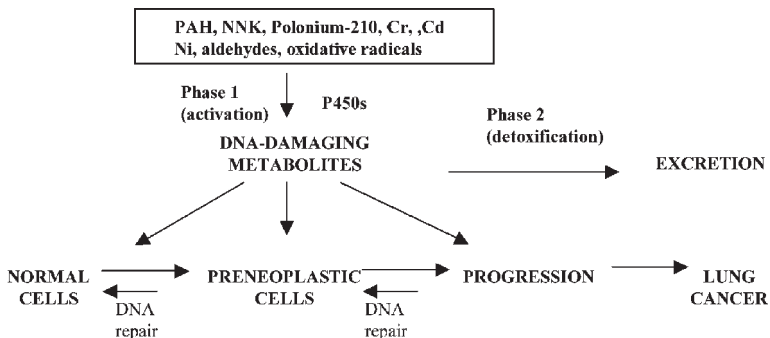 PAH, NNK, Polonium-210, Cr, ,Cd
Ni, aldehydes, oxidative radicals
Phase 1
(activation)
P450s
Phase 2
(detoxification)
DNA-DAMAGING
METABOLITES
EXCRETION
NORMAL
CELLS
PRENEOPLASTIC
CELLS
PROGRESSION
LUNG
CANCER
DNA
repair
DNA
repair